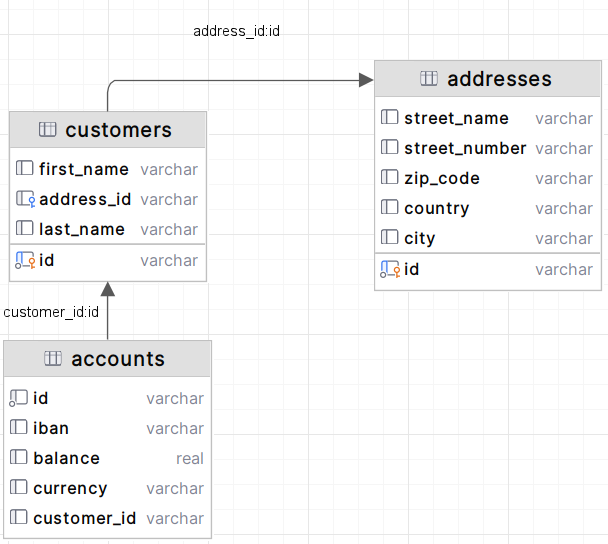 address_id:id
addresses
street_name varchar
street_number varchar
zip_code varchar
country varchar
city varchar
id varchar
customers
first_name varchar
address_id varchar
last_name varchar
id varchar
customer_id:id
accounts
id varchar
iban varchar
balance real
currency varchar
customer_id varchar